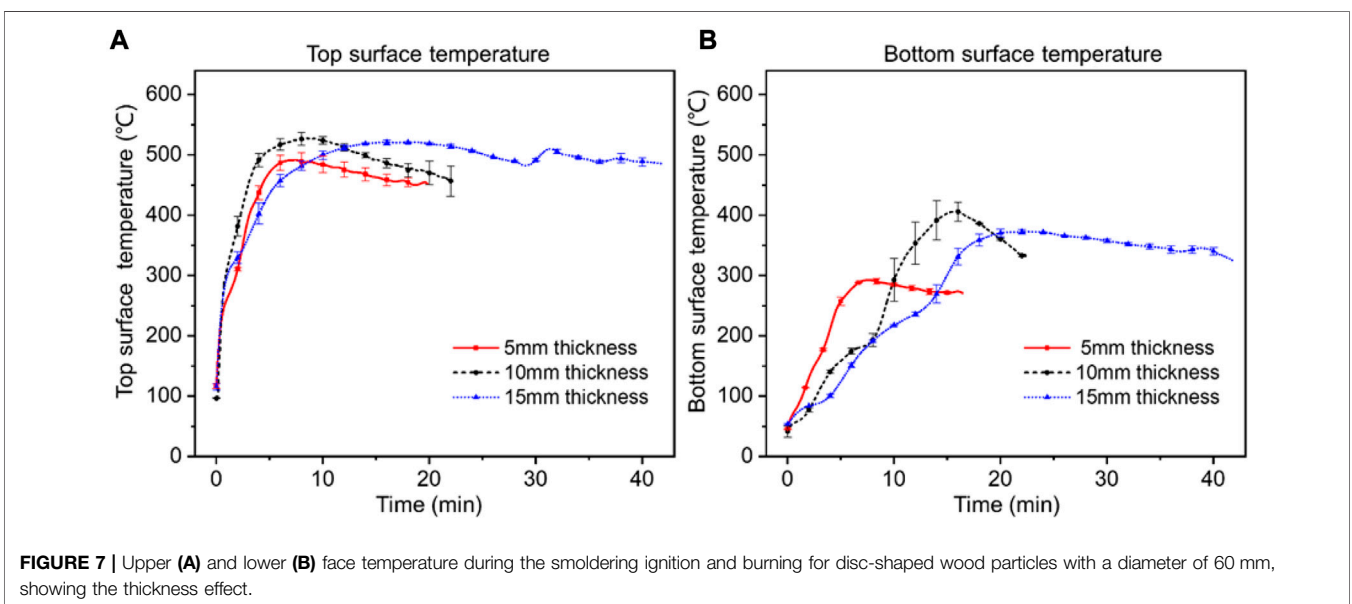 A
Top surface temperature
Top surface temperature (℃)
600
500
400
300
200
100
0
5mm thickness
10mm thickness
15mm thickness
0 10 20 30 40
Time (min)
B
Bottom surface temperature
Bottom surface temperature (℃)
600
500
400
300
200
100
0
5mm thickness
10mm thickness
15mm thickness
0 10 20 30 40
Time (min)
FIGURE 7 | Upper (A) and lower (B) face temperature during the smoldering ignition and burning for disc-shaped wood particles with a diameter of 60 mm,
showing the thickness effect.